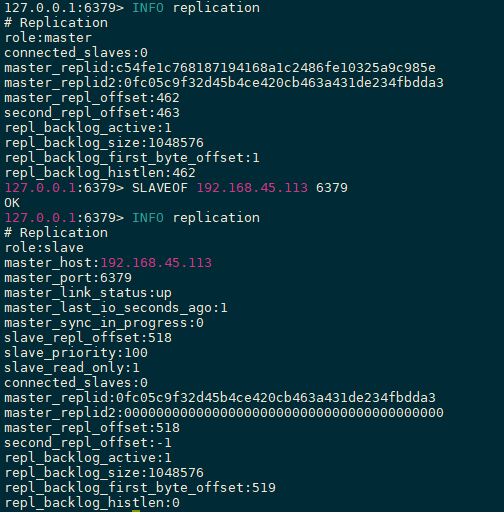 127.0.0.1:6379> INFO replication
# Replication
role:master
connected_slaves:0
master_replid:c54fe1c768187194168a1c2486fe10325a9c985e
master_replid2:0fc05c9f32d45b4ce420cb463a431de234fbdda3
master_repl_offset:462
second_repl_offset:463
repl_backlog_active:1
repl_backlog_size:1048576
repl_backlog_first_byte_offset:1
repl_backlog_histlen:462
127.0.0.1:6379> SLAVEOF 192.168.45.113 6379
OK
127.0.0.1:6379> INFO replication
# Replication
role:slave
master_host:192.168.45.113
master_port:6379
master_link_status:up
master_last_io_seconds_ago:1
master_sync_in_progress:0
slave_repl_offset:518
slave_priority:100
slave_read_only:1
connected_slaves:0
master_replid:0fc05c9f32d45b4ce420cb463a431de234fbdda3
master_replid2:0000000000000000000000000000000000000000
master_repl_offset:518
second_repl_offset:-1
repl_backlog_active:1
repl_backlog_size:1048576
repl_backlog_first_byte_offset:519
repl_backlog_histlen:0